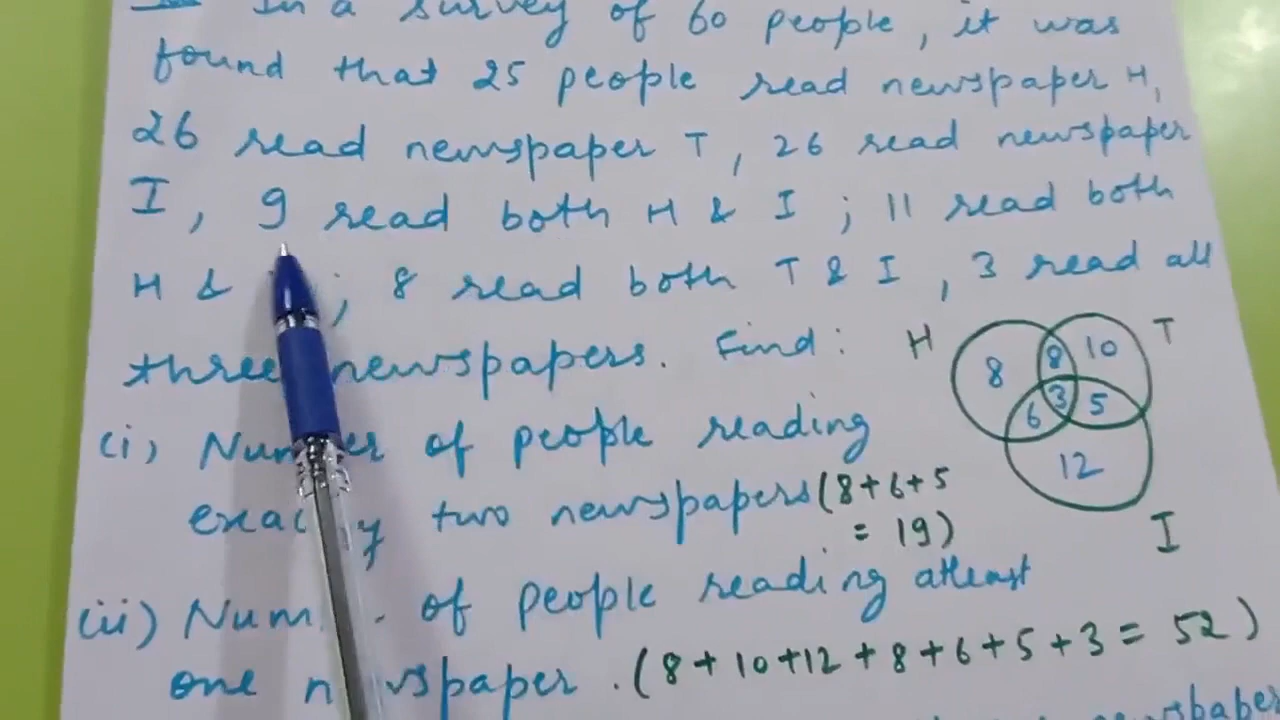 In a survey of 60 people, it was
found that 25 people read newspaper H,
26 read newspaper T, 26 read newspaper
I, 9 read both H & I ; 11 read both
H & ; 8 read both T & I , 3 read all
three newspapers. Find :
(i) Number of people reading
exactly two newspapers (8+6+5
= 19)
(ii) Num of people reading atleast
one newspaper . (8+10+12+8+6+5+3 = 52)
newspaper
H
T
8
8
10
3
6
5
12
I